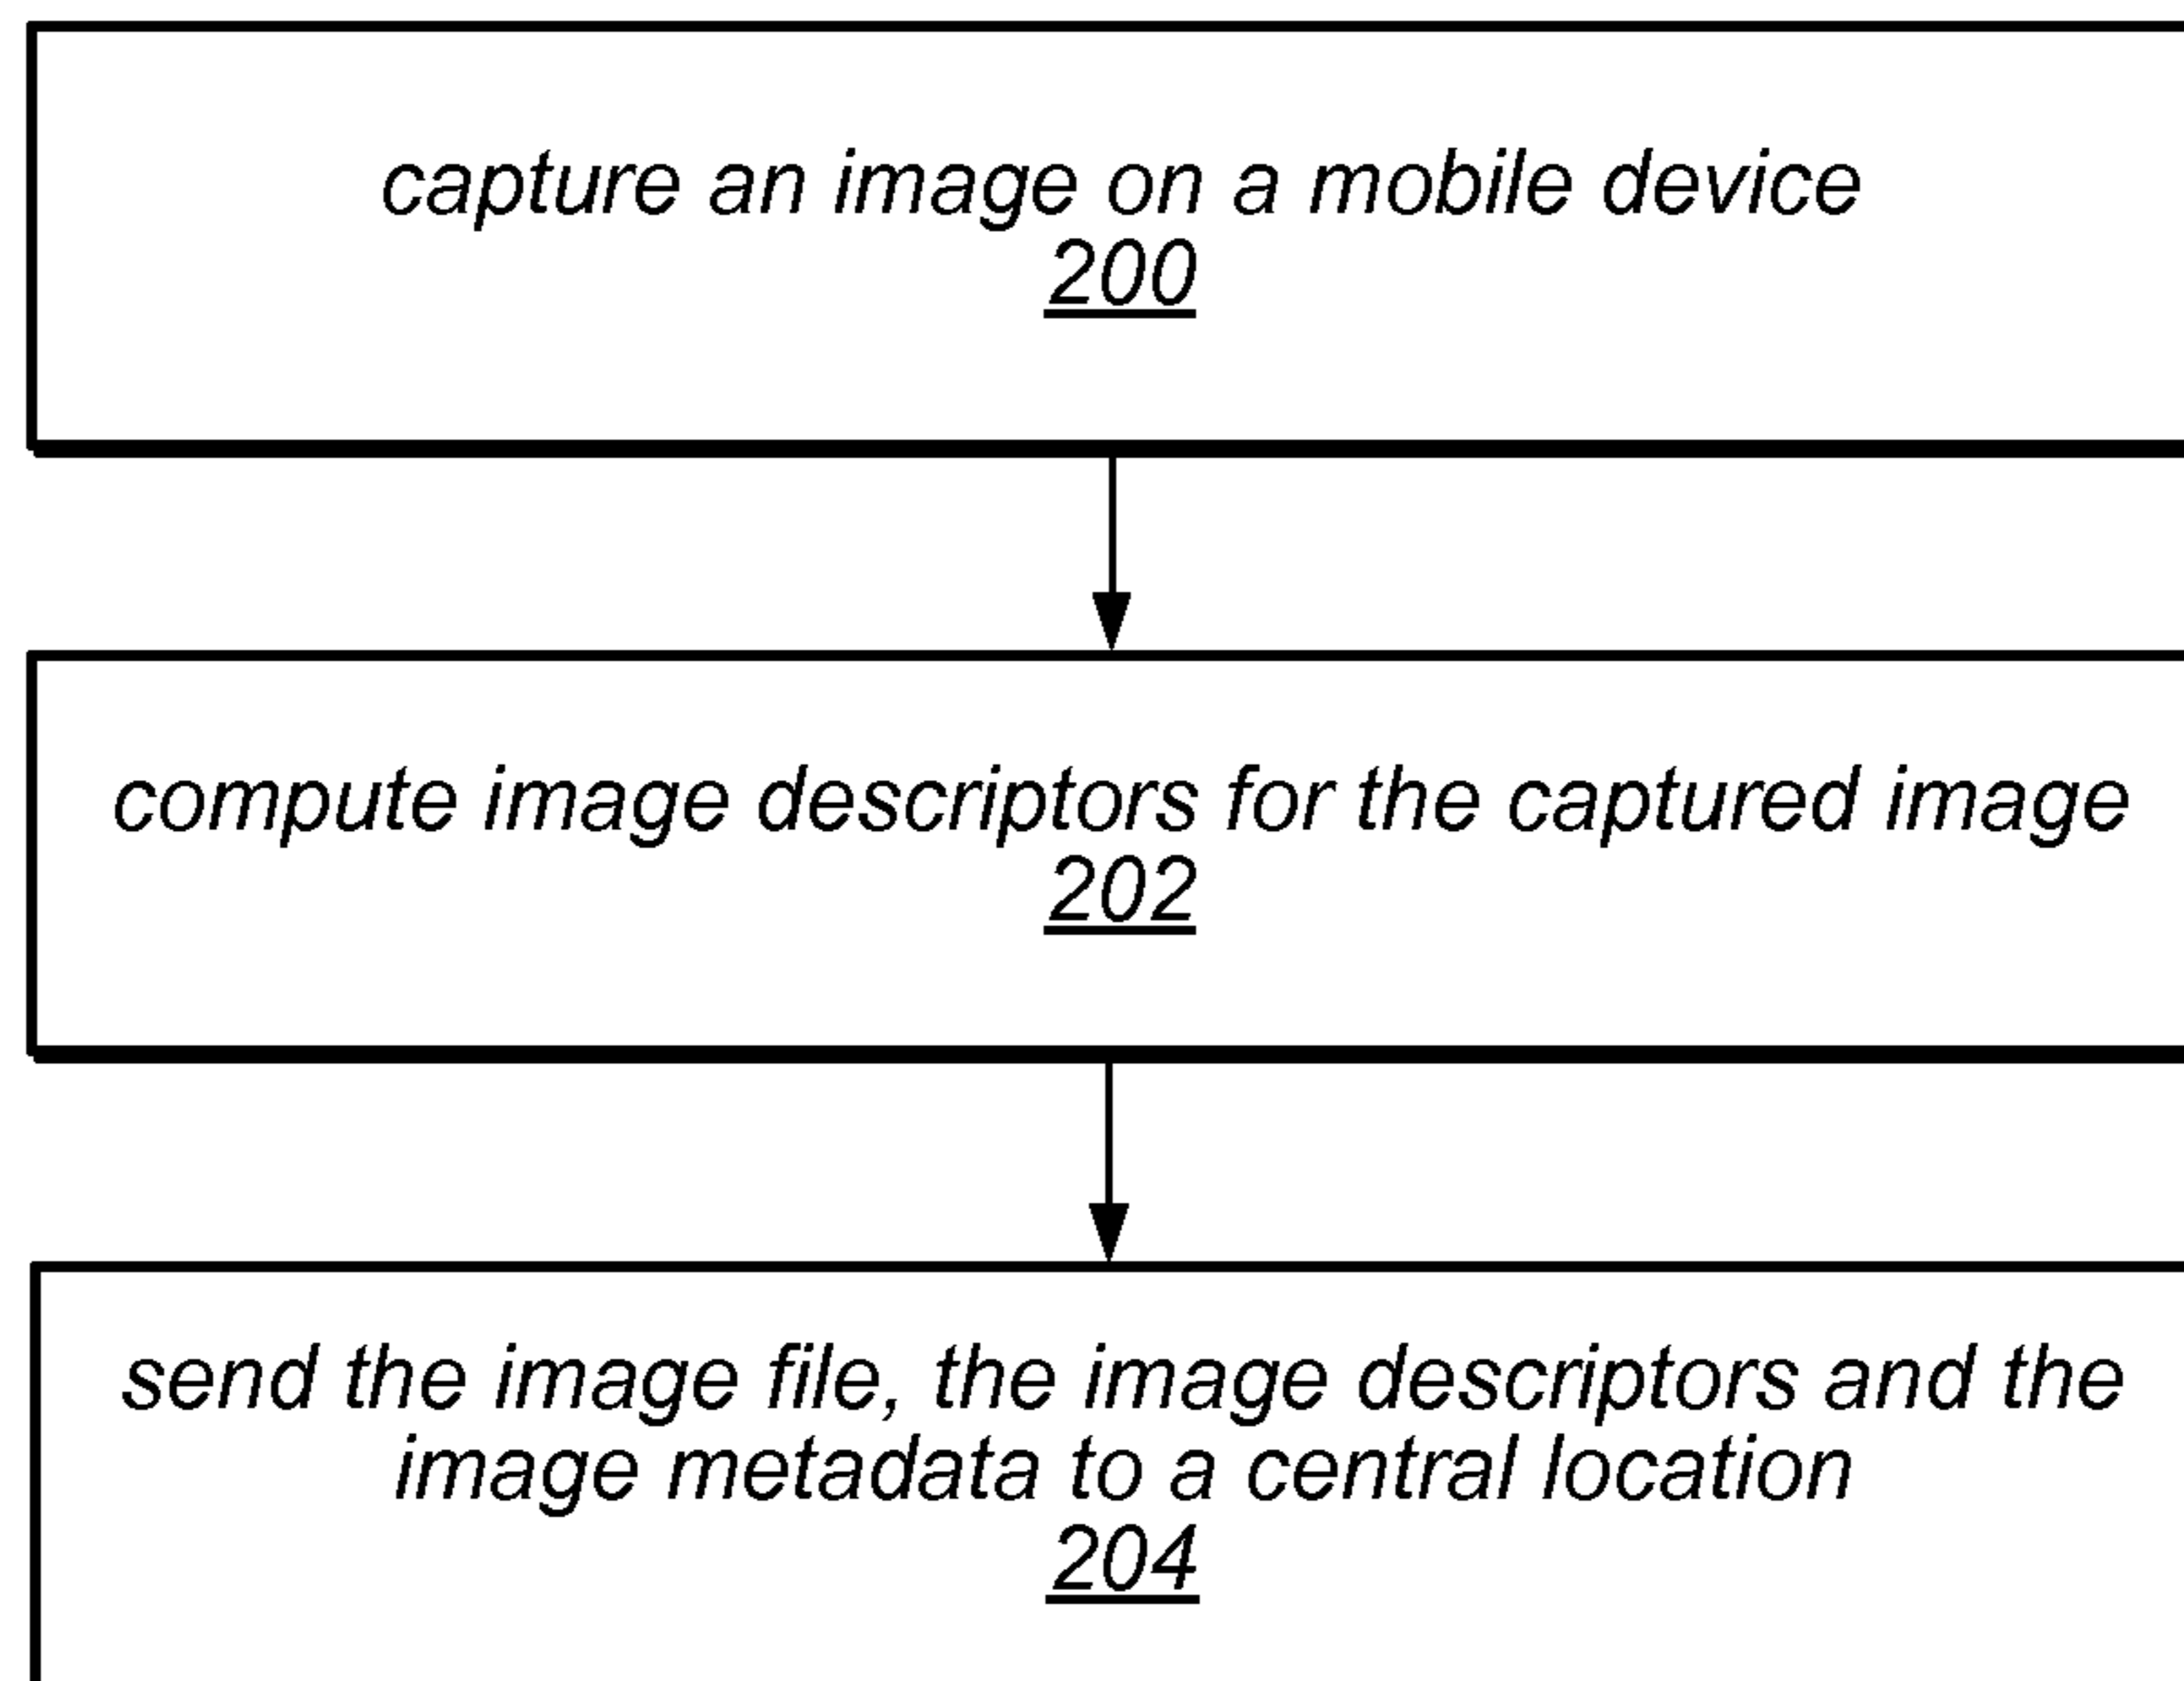 capture an image on a mobile device
200
compute image descriptors for the captured image
202
send the image file, the image descriptors and the
image metadata to a central location
204